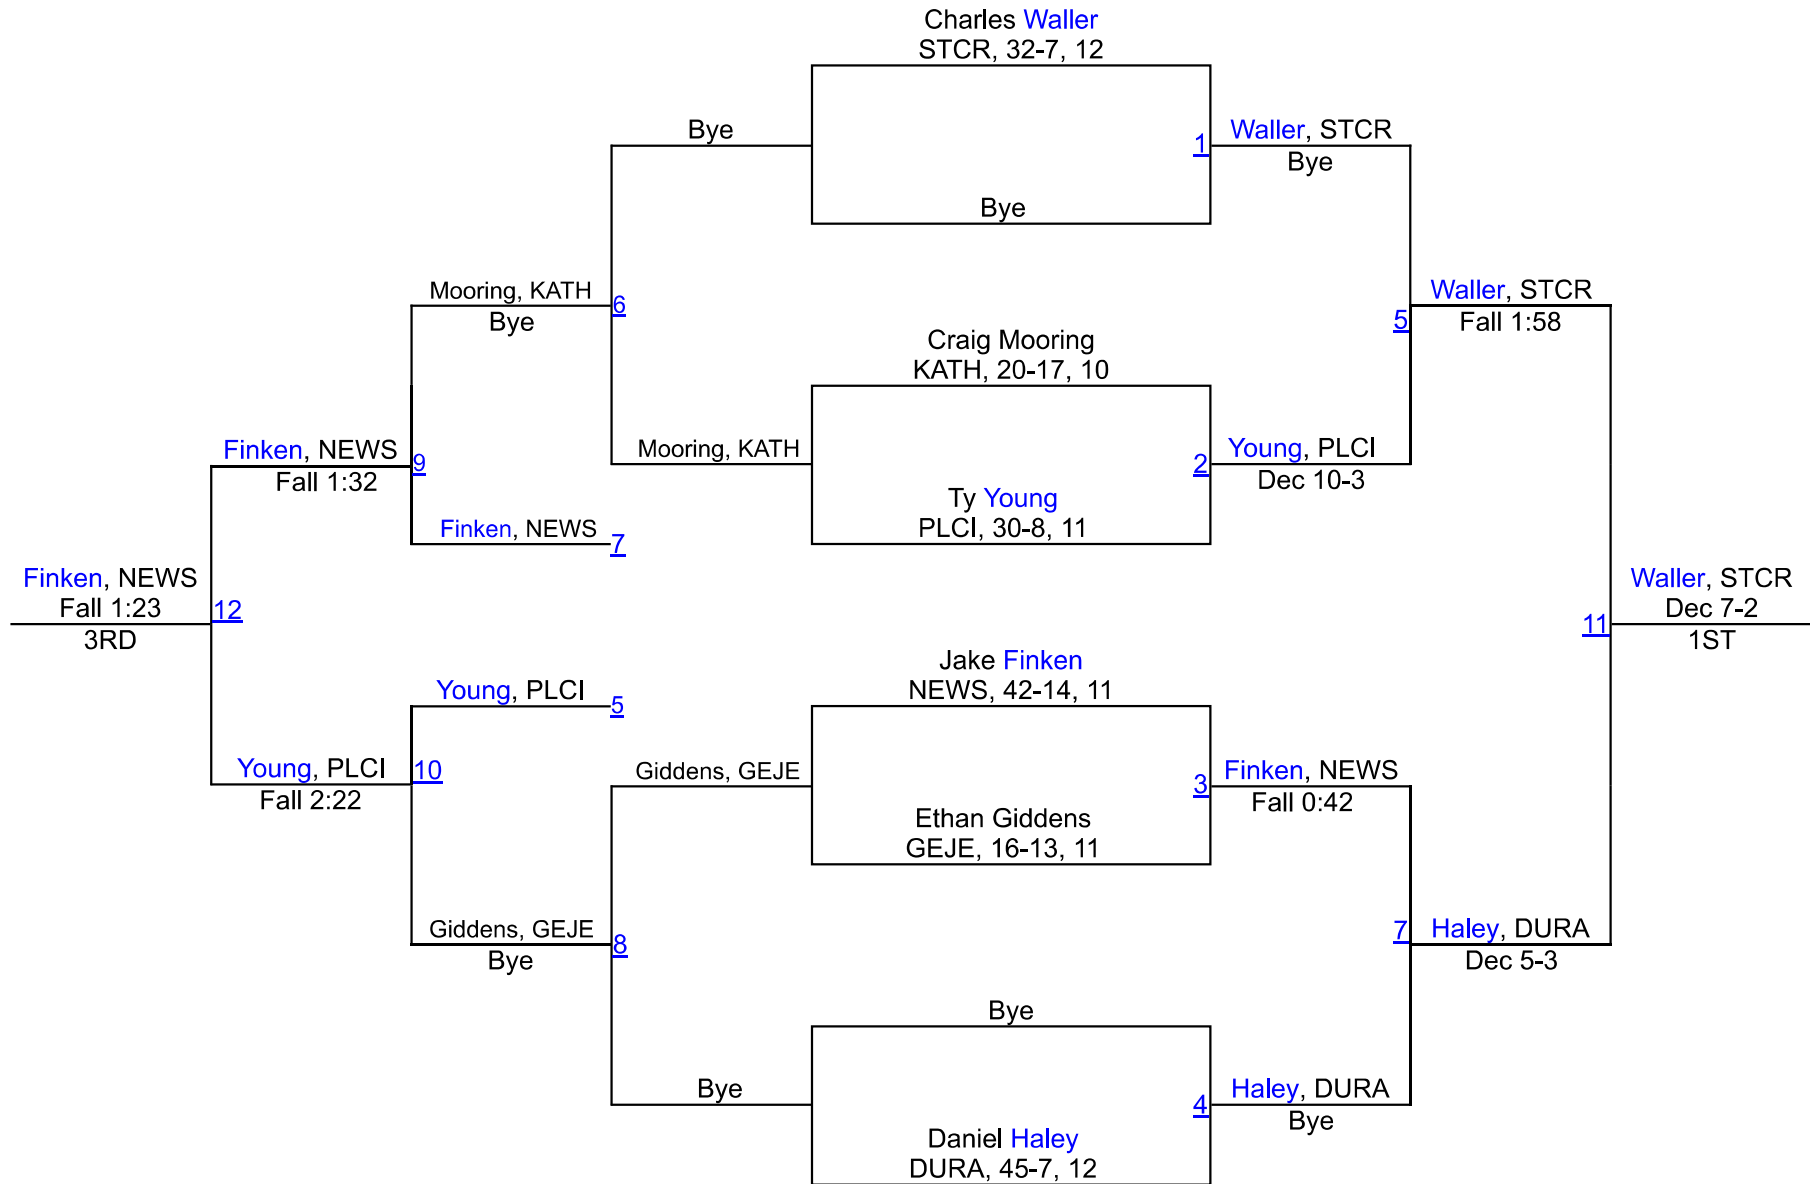 Charles Waller
STCR, 32-7, 12
Bye
1
Waller, STCR
Bye
Bye
Mooring, KATH
Bye
6
Waller, STCR
Fall 1:58
5
Craig Mooring
KATH, 20-17, 10
Mooring, KATH
2
Young, PLCI
Dec 10-3
Finken, NEWS
Fall 1:32
9
Ty Young
PLCI, 30-8, 11
Finken, NEWS
7
Finken, NEWS
Fall 1:23
3RD
12
Waller, STCR
Dec 7-2
1ST
11
Jake Finken
NEWS, 42-14, 11
Young, PLCI
5
Young, PLCI
Fall 2:22
10
Giddens, GEJE
3
Finken, NEWS
Fall 0:42
Ethan Giddens
GEJE, 16-13, 11
Giddens, GEJE
Bye
8
7
Haley, DURA
Dec 5-3
Bye
Bye
4
Haley, DURA
Bye
Daniel Haley
DURA, 45-7, 12